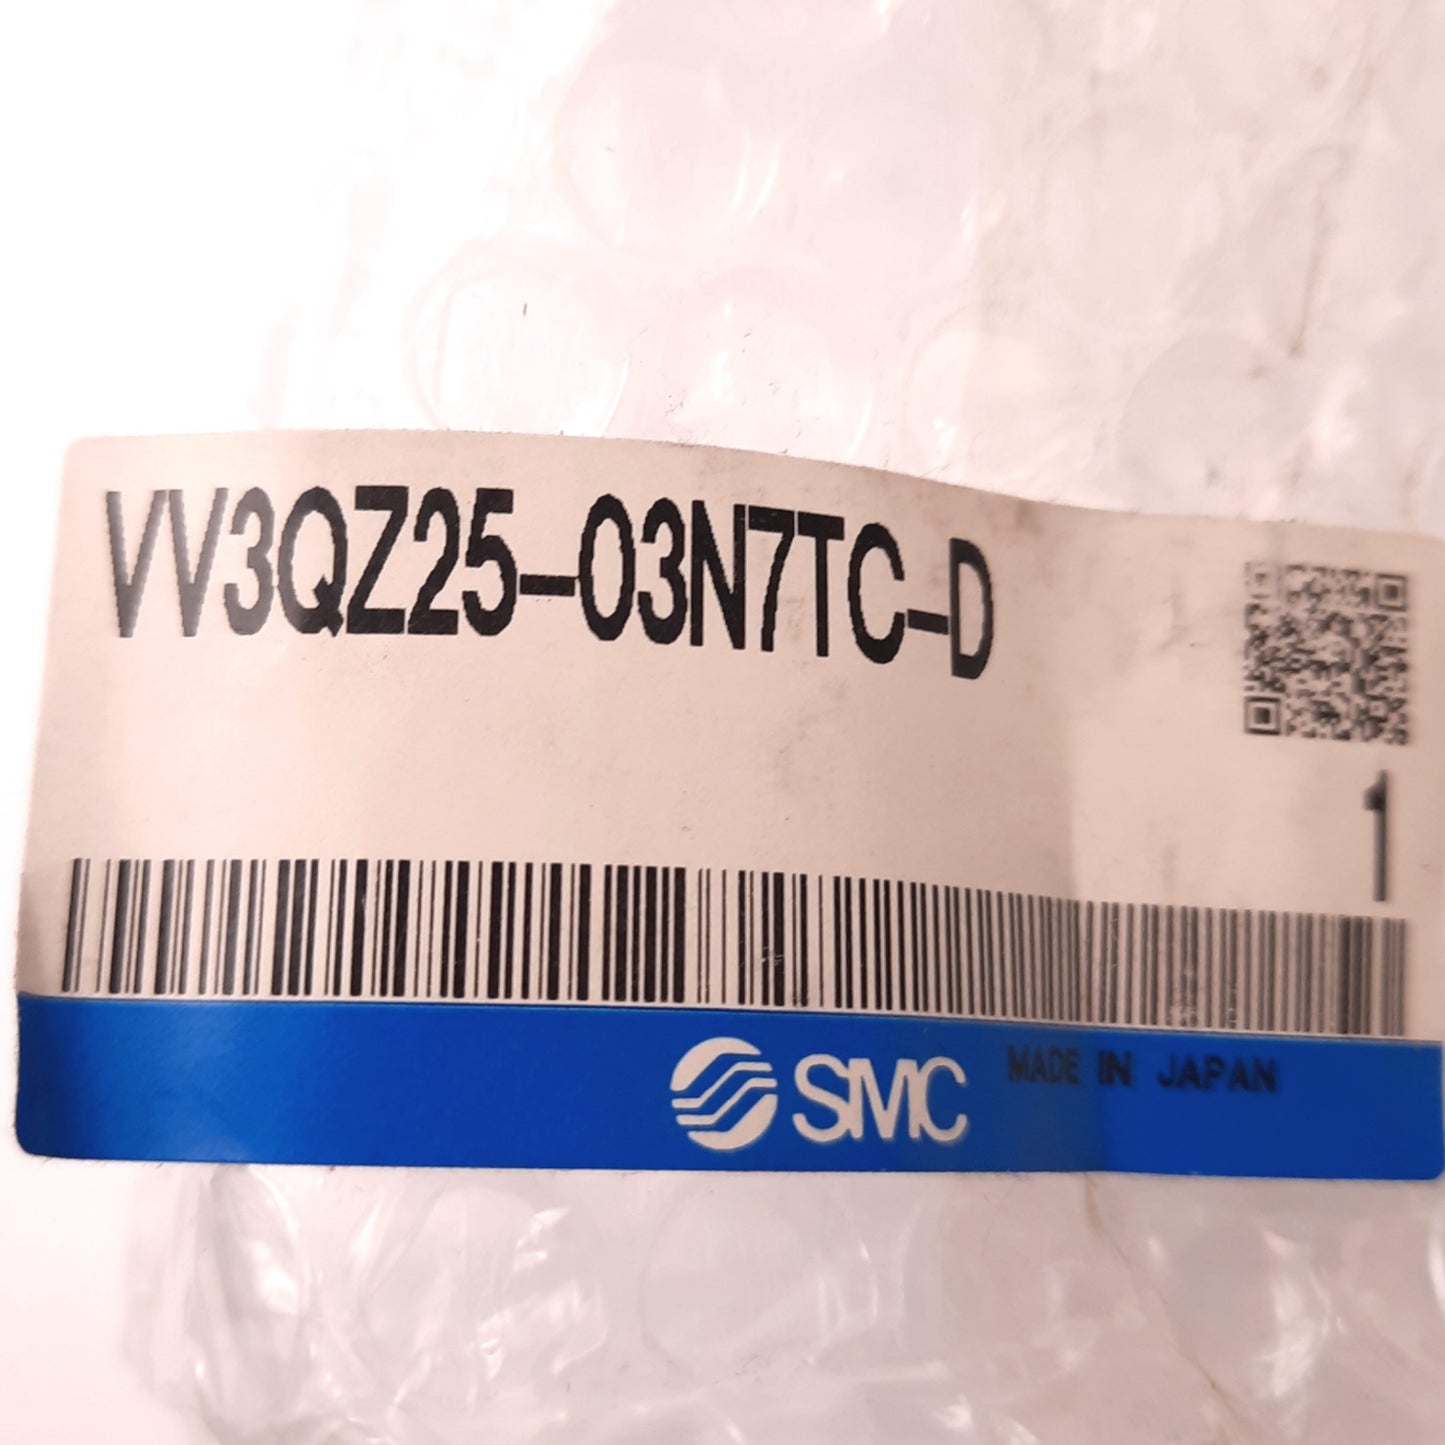 VV3QZ25-03N7TC-D
1
SMC MADE IN JAPAN